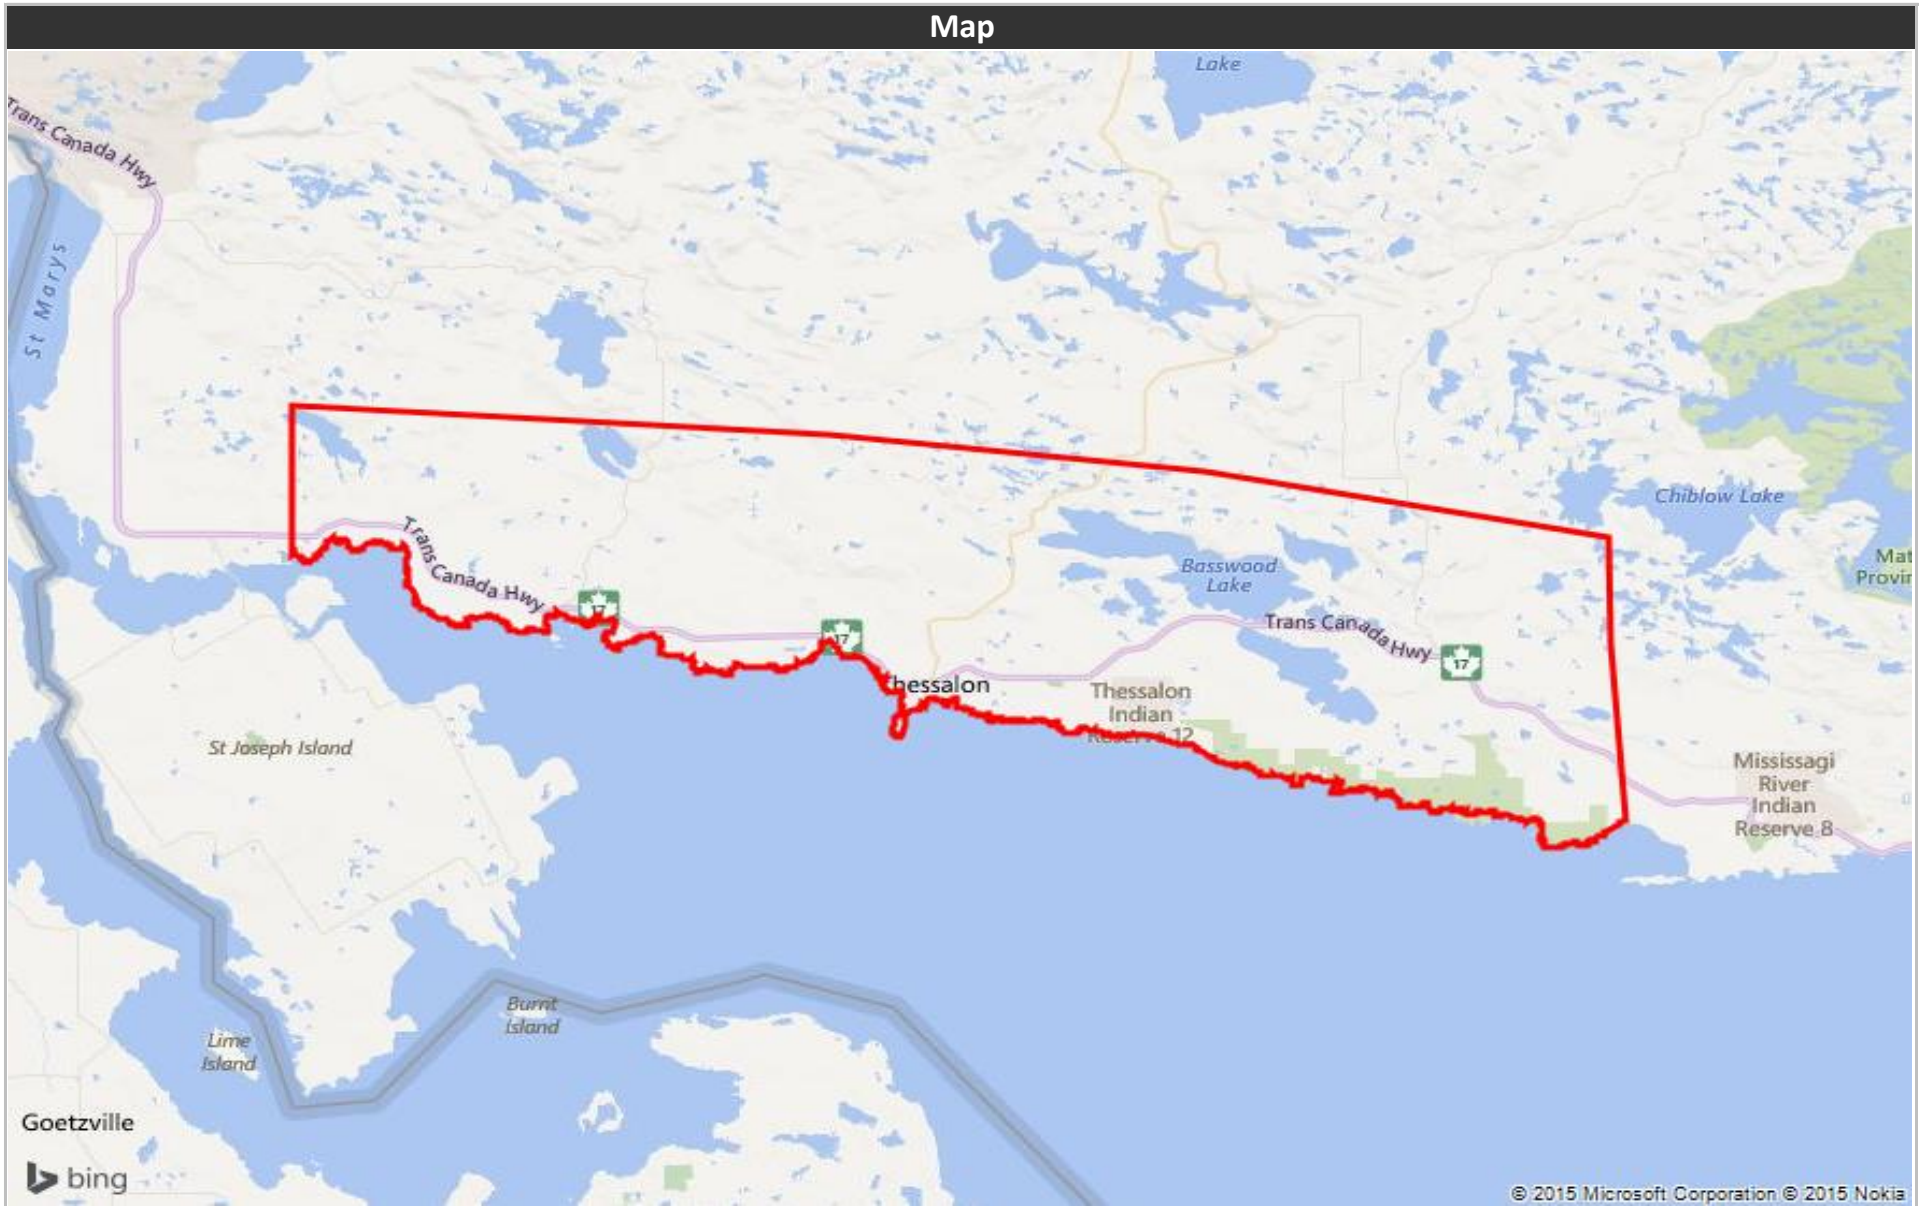 Map
Lake
Trans Canada Hwy
St Marys
Chiblow Lake
Trans Canada Hwy
17
17
Basswood
Lake
Trans Canada Hwy
17
hessalon
Thessalon
Indian
Reserve 12
St Joseph Island
Mississagi
River
Indian
Reserve 8
Mat
Provin
Burnt
Island
Lime
Island
Goetzville
bing
© 2015 Microsoft Corporation © 2015 Nokia